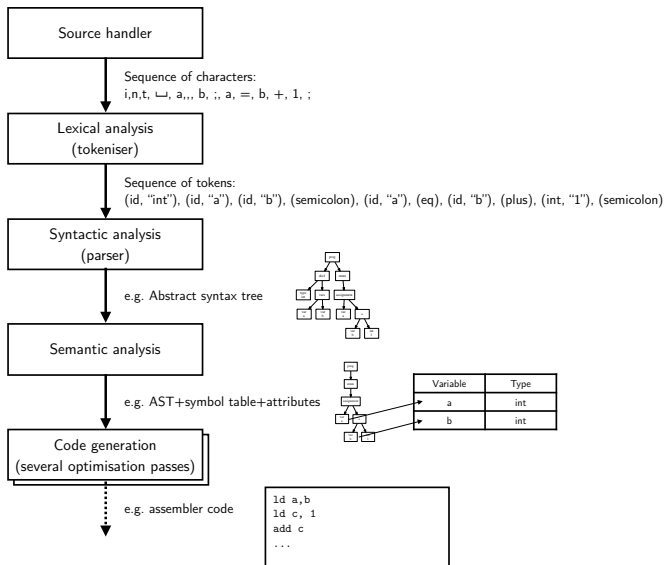 Source handler
Sequence of characters:
i,n,t, ⌴, a,,, b, ;, a, =, b, +, 1, ;
Lexical analysis
(tokeniser)
Sequence of tokens:
(id, “int”), (id, “a”), (id, “b”), (semicolon), (id, “a”), (eq), (id, “b”), (plus), (int, “1”), (semicolon)
Syntactic analysis
(parser)
e.g. Abstract syntax tree
Semantic analysis
e.g. AST+symbol table+attributes
Variable Type
a int
b int
Code generation
(several optimisation passes)
e.g. assembler code
ld a,b
ld c, 1
add c
...